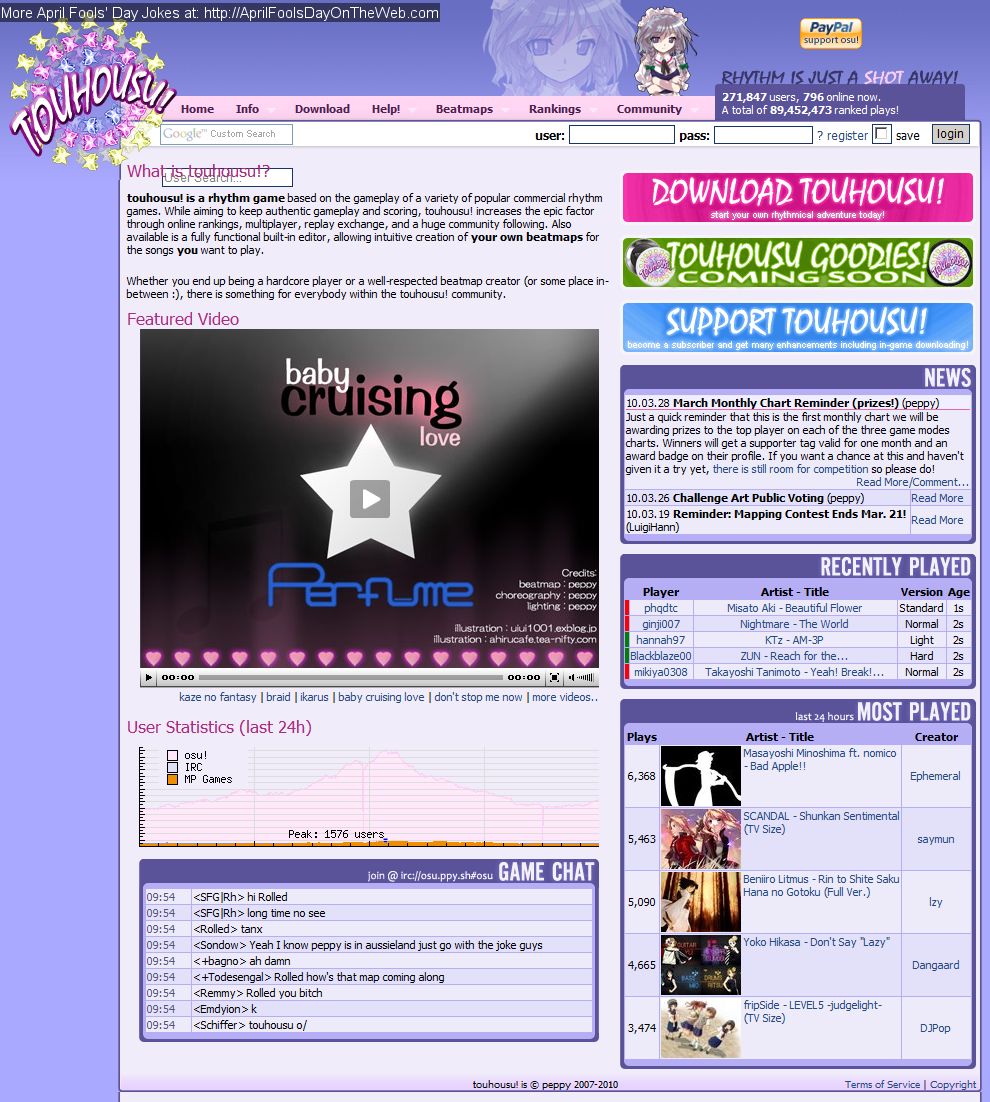 More April Fools' Day Jokes at: http://AprilFoolsDayOnTheWeb.com
TOUHOUSU!
PayPal
support osu!
RHYTHM IS JUST A SHOT AWAY!
Home Info Download Help! Beatmaps Rankings Community
271,847 users, 796 online now.
A total of 89,452,473 ranked plays!
Google™ Custom Search
user: pass: ? register save login
What is touhousu!?
User Search...
touhousu! is a rhythm game based on the gameplay of a variety of popular commercial rhythm
games. While aiming to keep authentic gameplay and scoring, touhousu! increases the epic factor
through online rankings, multiplayer, replay exchange, and a huge community following. Also
available is a fully functional built-in editor, allowing intuitive creation of your own beatmaps for
the songs you want to play.
Whether you end up being a hardcore player or a well-respected beatmap creator (or some place in-
between :), there is something for everybody within the touhousu! community.
Featured Video
baby
cruising
love
Perfume
Credits:
beatmap : peppy
choreography : peppy
lighting : peppy
illustration : uiui1001.exblog.jp
illustration : ahirucafe.tea-nifty.com
00:00 00:00
kaze no fantasy | braid | ikarus | baby cruising love | don't stop me now | more videos..
User Statistics (last 24h)
osu!
IRC
MP Games
Peak: 1576 users
join @ irc://osu.ppy.sh#osu GAME CHAT
09:54 <SFG|Rh> hi Rolled
09:54 <SFG|Rh> long time no see
09:54 <Rolled> tanx
09:54 <Sondow> Yeah I know peppy is in aussieland just go with the joke guys
09:54 <+bagno> ah damn
09:54 <+Todesengal> Rolled how's that map coming along
09:54 <Remmy> Rolled you bitch
09:54 <Emdyion> k
09:54 <Schiffer> touhousu o/
DOWNLOAD TOUHOUSU!
start your own rhythmical adventure today!
TOUHOUSU GOODIES!
COMING SOON
SUPPORT TOUHOUSU!
become a subscriber and get many enhancements including in-game downloading!
NEWS
10.03.28 March Monthly Chart Reminder (prizes!) (peppy)
Just a quick reminder that this is the first monthly chart we will be
awarding prizes to the top player on each of the three game modes
charts. Winners will get a supporter tag valid for one month and an
award badge on their profile. If you want a chance at this and haven't
given it a try yet, there is still room for competition so please do!
Read More/Comment...
10.03.26 Challenge Art Public Voting (peppy) Read More
10.03.19 Reminder: Mapping Contest Ends Mar. 21!
(LuigiHann) Read More
RECENTLY PLAYED
Player Artist - Title Version Age
phqdtc Misato Aki - Beautiful Flower Standard 1s
ginji007 Nightmare - The World Normal 2s
hannah97 KTz - AM-3P Light 2s
Blackblaze00 ZUN - Reach for the... Hard 2s
mikiya0308 Takayoshi Tanimoto - Yeah! Break!... Normal 2s
last 24 hours MOST PLAYED
Plays Artist - Title Creator
6,368 Masayoshi Minoshima ft. nomico
- Bad Apple!! Ephemeral
5,463 SCANDAL - Shunkan Sentimental
(TV Size) saymun
5,090 Beniiro Litmus - Rin to Shite Saku
Hana no Gotoku (Full Ver.) lzy
4,665 Yoko Hikasa - Don't Say "Lazy" Dangaard
3,474 fripSide - LEVEL5 -judgelight-
(TV Size) DJPop
touhousu! is © peppy 2007-2010
Terms of Service | Copyright